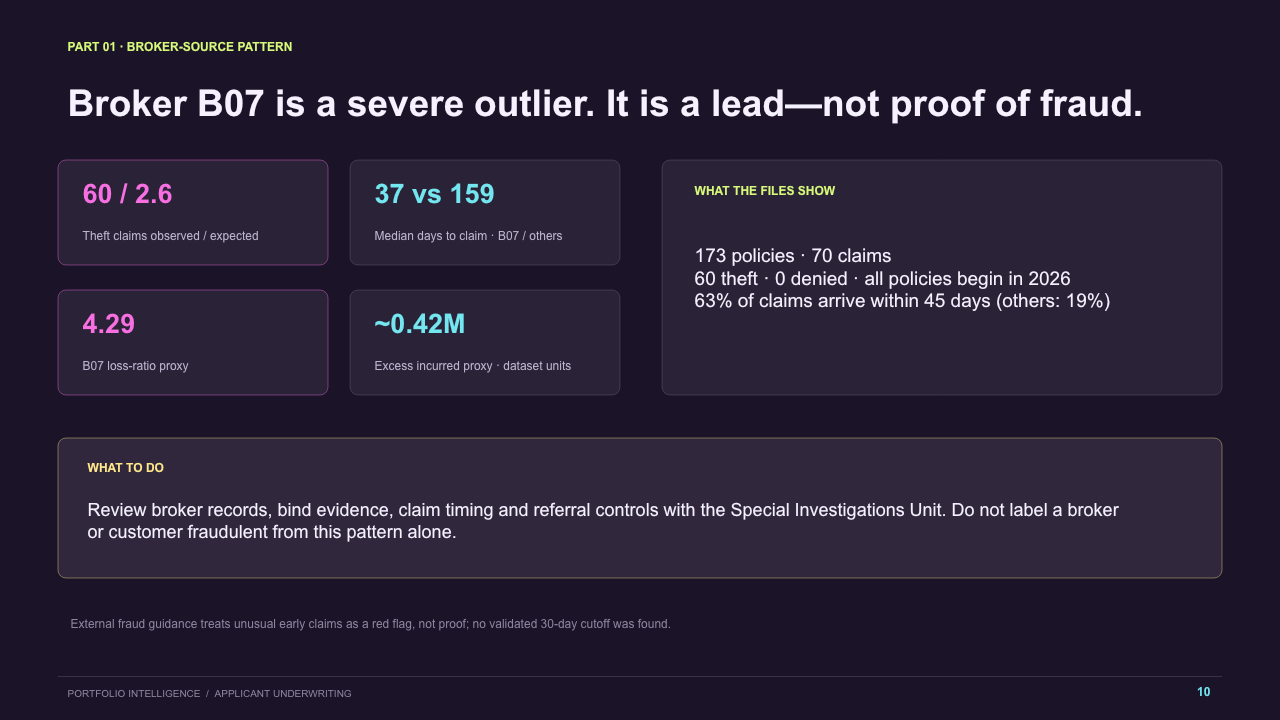 PART 01 · BROKER-SOURCE PATTERN
Broker B07 is a severe outlier. It is a lead—not proof of fraud.
60 / 2.6
Theft claims observed / expected
37 vs 159
Median days to claim · B07 / others
4.29
B07 loss-ratio proxy
~0.42M
Excess incurred proxy · dataset units
WHAT THE FILES SHOW
173 policies · 70 claims
60 theft · 0 denied · all policies begin in 2026
63% of claims arrive within 45 days (others: 19%)
WHAT TO DO
Review broker records, bind evidence, claim timing and referral controls with the Special Investigations Unit. Do not label a broker
or customer fraudulent from this pattern alone.
External fraud guidance treats unusual early claims as a red flag, not proof; no validated 30-day cutoff was found.
PORTFOLIO INTELLIGENCE / APPLICANT UNDERWRITING
10